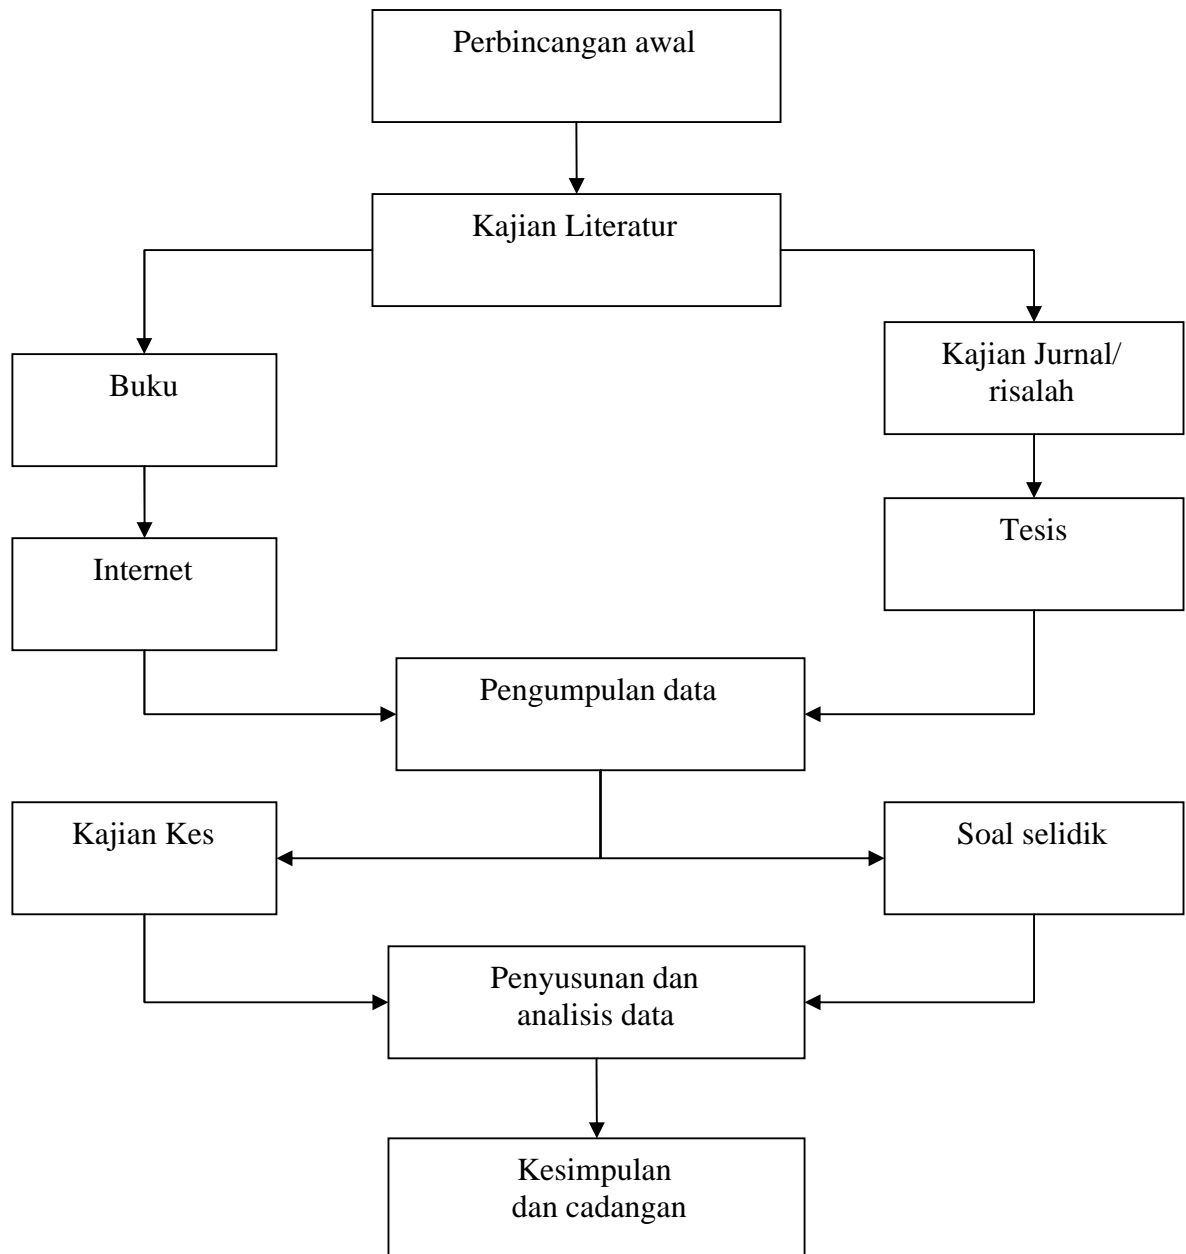 Perbincangan awal
Kajian Literatur
Buku
Kajian Jurnal/
risalah
Internet
Tesis
Pengumpulan data
Kajian Kes
Soal selidik
Penyusunan dan
analisis data
Kesimpulan
dan cadangan